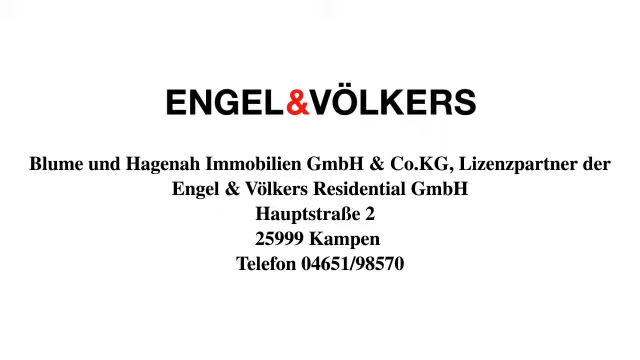 ENGEL&VÖLKERS
Blume und Hagenah Immobilien GmbH & Co.KG, Lizenzpartner der
Engel & Völkers Residential GmbH
Hauptstraße 2
25999 Kampen
Telefon 04651/98570